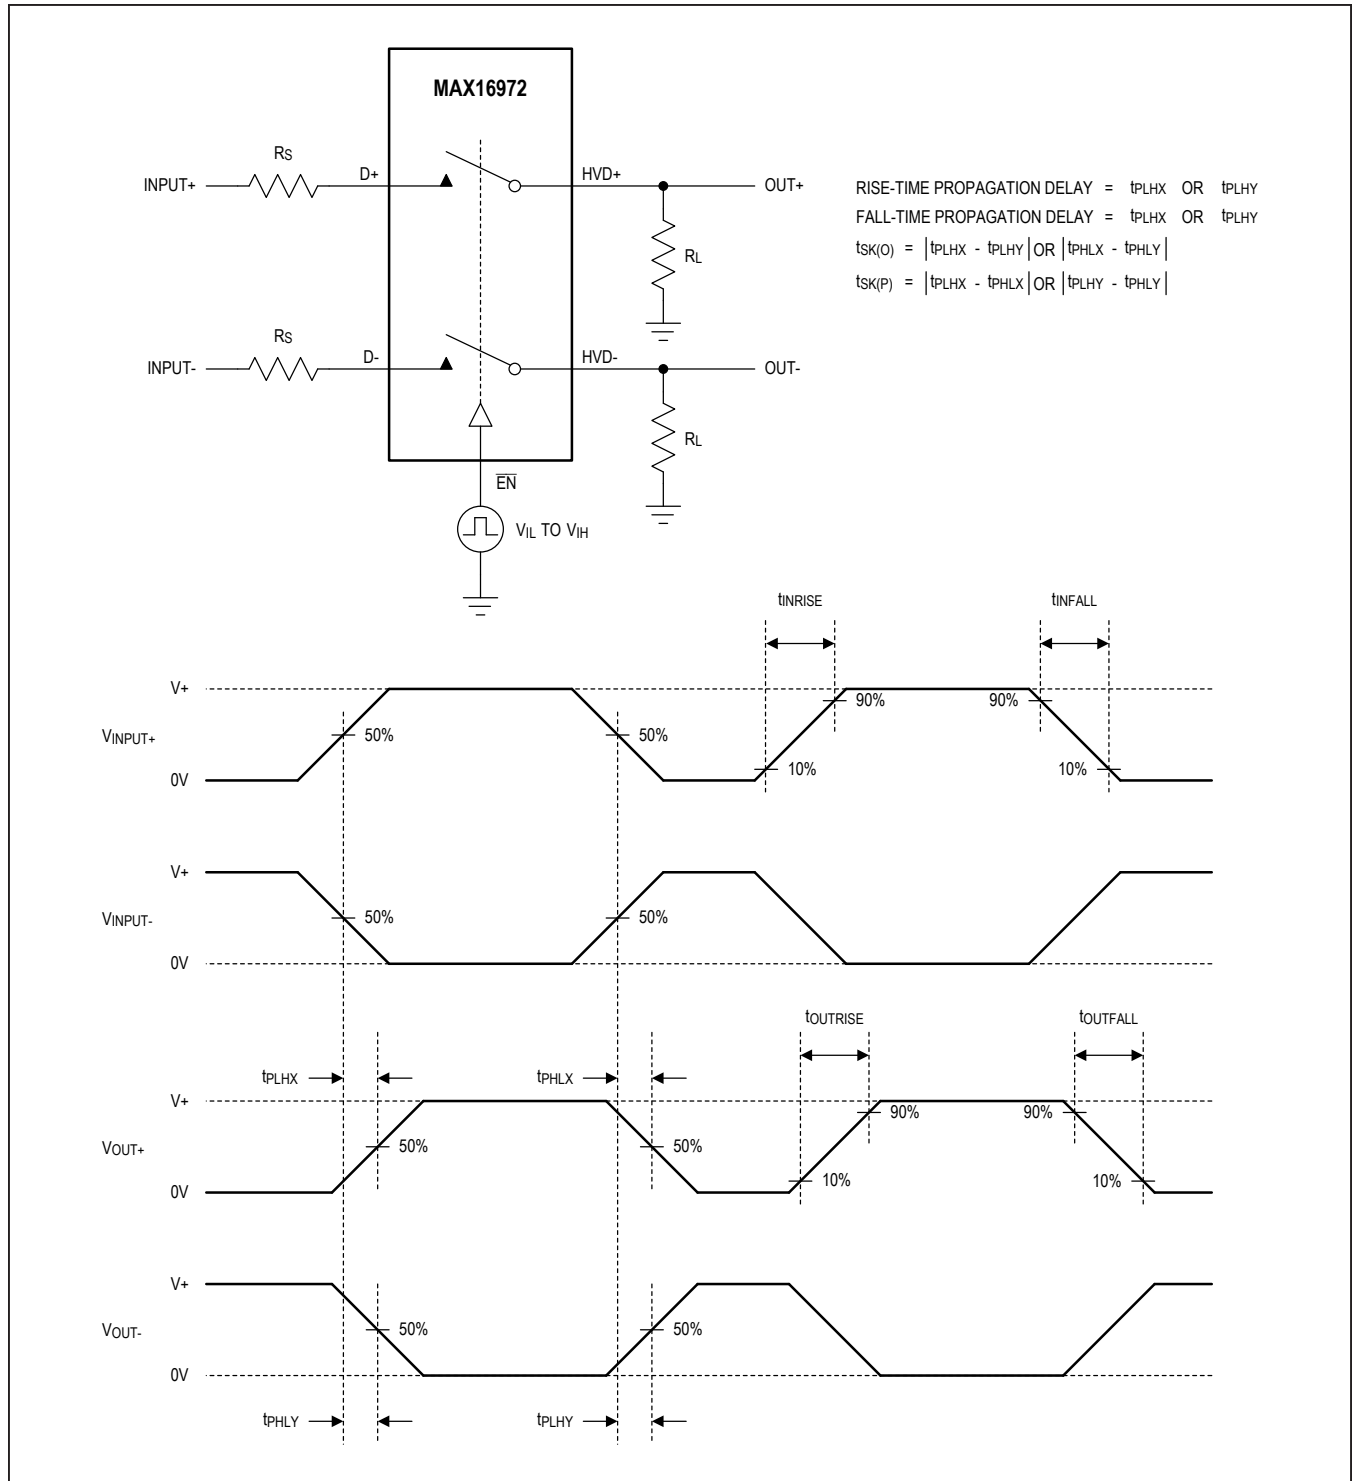 MAX16972
RS
D+
HVD+
INPUT+
OUT+
RL
RISE-TIME PROPAGATION DELAY = tPLHX OR tPLHY
FALL-TIME PROPAGATION DELAY = tPLHX OR tPLHY
tSK(O) = |tPLHX - tPLHY| OR |tPHLX - tPHLY|
tSK(P) = |tPLHX - tPHLX| OR |tPLHY - tPHLY|
RS
D-
HVD-
INPUT-
OUT-
RL
EN
VIL TO VIH
tINRISE
tINFALL
V+
90%
90%
VINPUT+
50%
50%
0V
10%
10%
V+
VINPUT-
50%
50%
0V
tOUTRISE
tOUTFALL
tPLHX
tPHLX
V+
90%
90%
VOUT+
50%
50%
0V
10%
10%
V+
VOUT-
50%
50%
0V
tPHLY
tPLHY